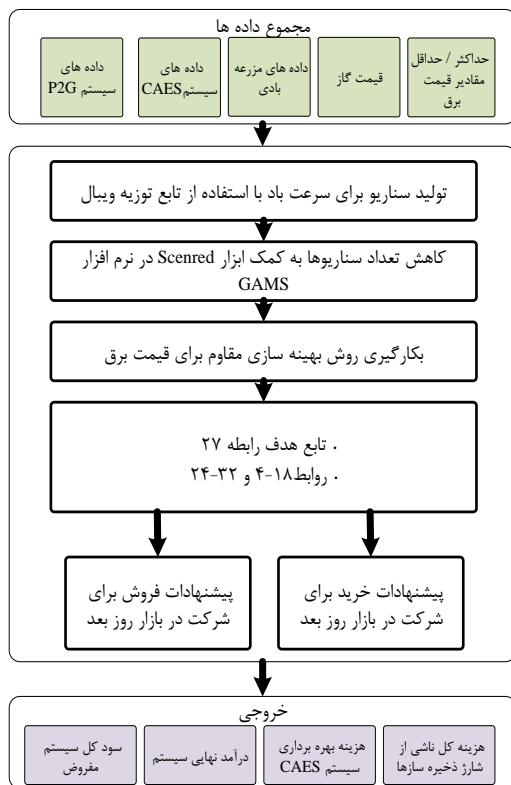 مجموع داده ها
حداکثر / حداقل
مقادیر قیمت
برق
قیمت گاز
داده های مزرعه
بادی
داده های
سیستم CAES
داده های
سیستم P2G
تولید سناریو برای سرعت باد با استفاده از تابع توزیه ویبال
کاهش تعداد سناریوها به کمک ابزار Scenred در نرم افزار
GAMS
بکارگیری روش بهینه سازی مقاوم برای قیمت برق
. تابع هدف رابطه ۲۷
. روابط۱۸-۴ و ۳۲-۲۴
پیشنهادات خرید برای
شرکت در بازار روز بعد
پیشنهادات فروش برای
شرکت در بازار روز بعد
خروجی
هزینه کل ناشی از
شارژ ذخیره سازها
هزینه بهره برداری
سیستم CAES
درآمد نهایی سیستم
سود کل سیستم
مفروض